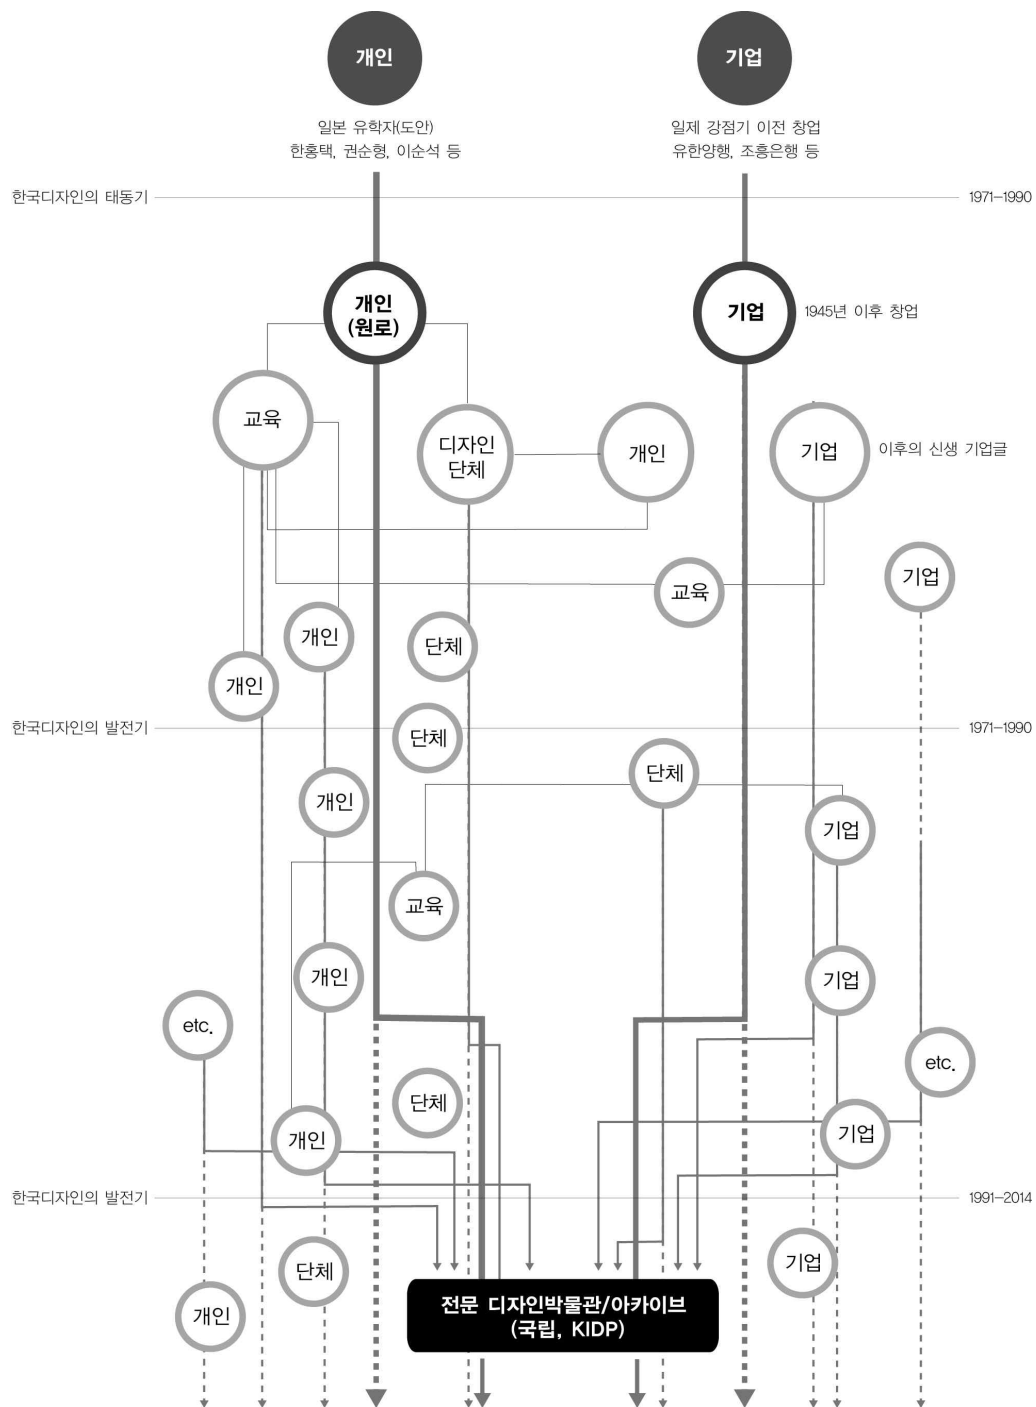 개인
기업
일본 유학자(도안)
한홍택, 권순형, 이순석 등
일제 강점기 이전 창업
유한양행, 조흥은행 등
한국디자인의 태동기
1971–1990
개인
(원로)
기업
1945년 이후 창업
교육
디자인
단체
개인
기업
이후의 신생 기업글
기업
교육
개인
단체
개인
한국디자인의 발전기
1971–1990
단체
단체
개인
기업
교육
개인
기업
etc.
etc.
단체
개인
기업
한국디자인의 발전기
1991–2014
단체
기업
개인
전문 디자인박물관/아카이브
(국립, KIDP)